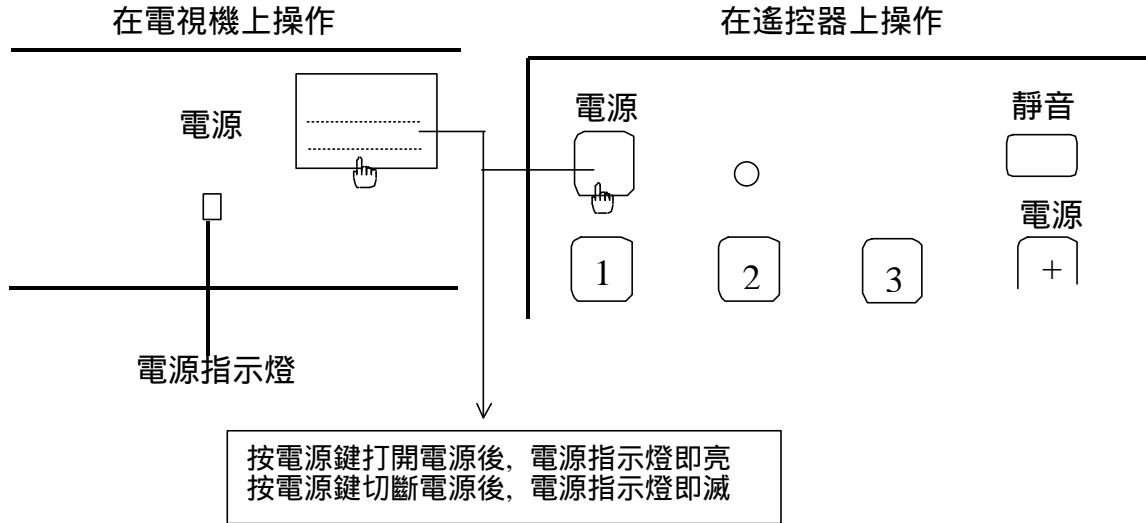 在電視機上操作
在遙控器上操作
電源
電源
靜音
電源
1
2
3
+
電源指示燈
按電源鍵打開電源後, 電源指示燈即亮
按電源鍵切斷電源後, 電源指示燈即滅